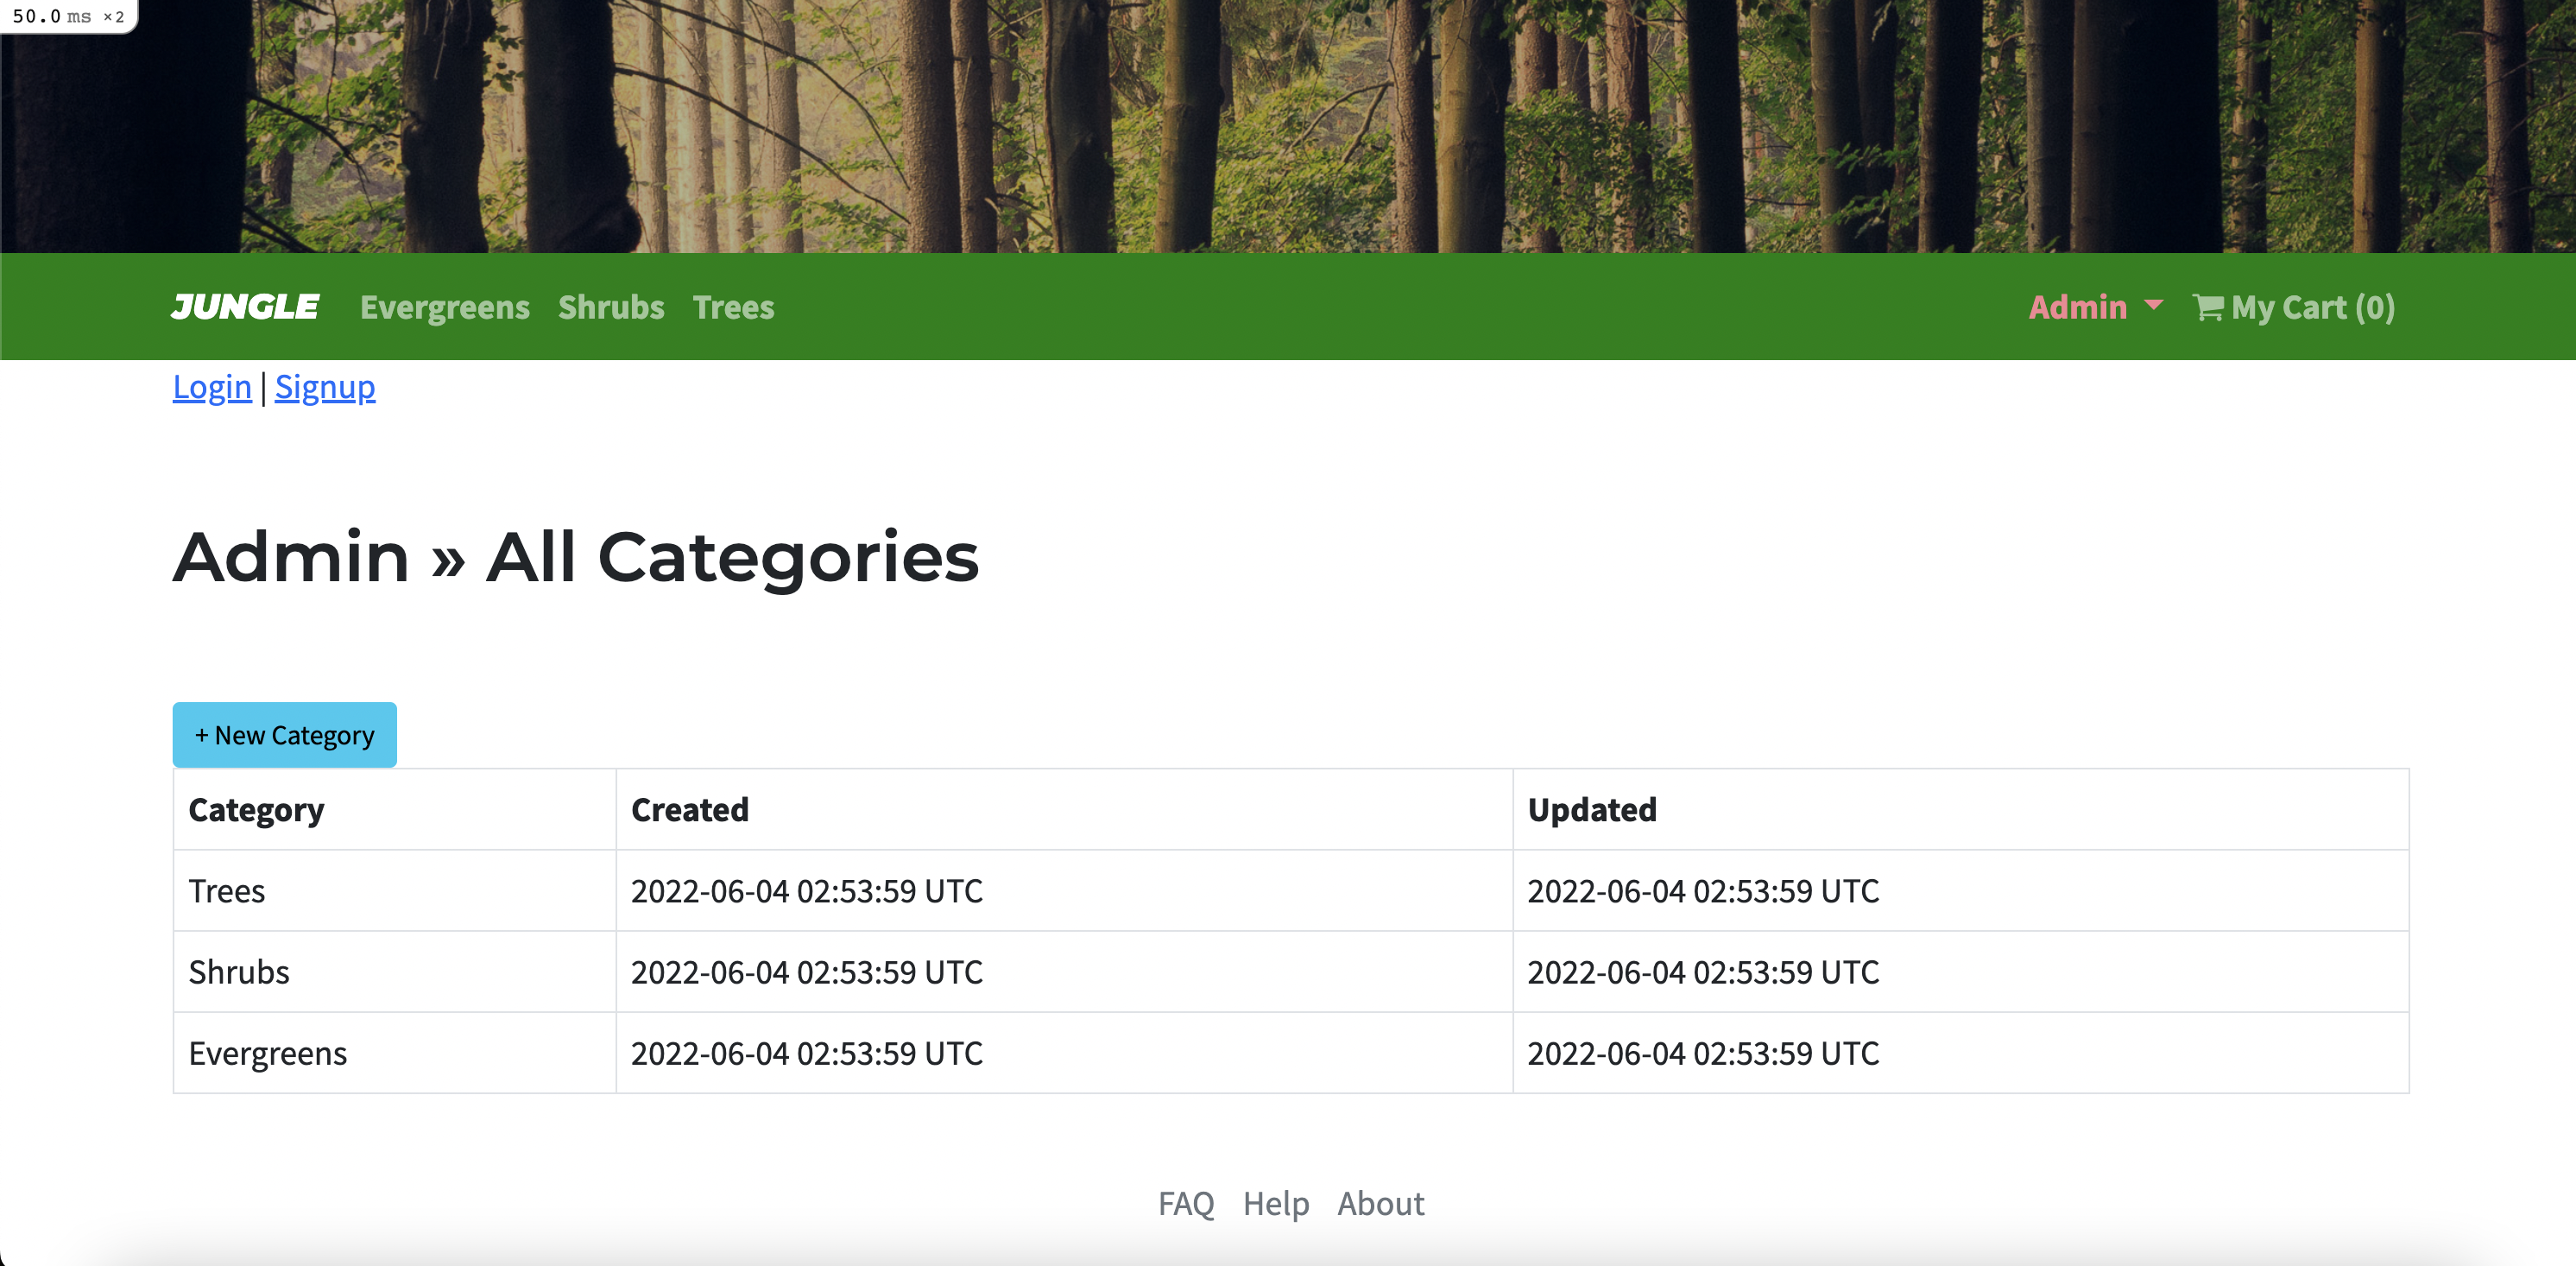 50.0 ms ×2
JUNGLE Evergreens Shrubs Trees Admin My Cart (0)
Login | Signup
Admin » All Categories
+ New Category
Category Created Updated
Trees 2022-06-04 02:53:59 UTC 2022-06-04 02:53:59 UTC
Shrubs 2022-06-04 02:53:59 UTC 2022-06-04 02:53:59 UTC
Evergreens 2022-06-04 02:53:59 UTC 2022-06-04 02:53:59 UTC
FAQ Help About